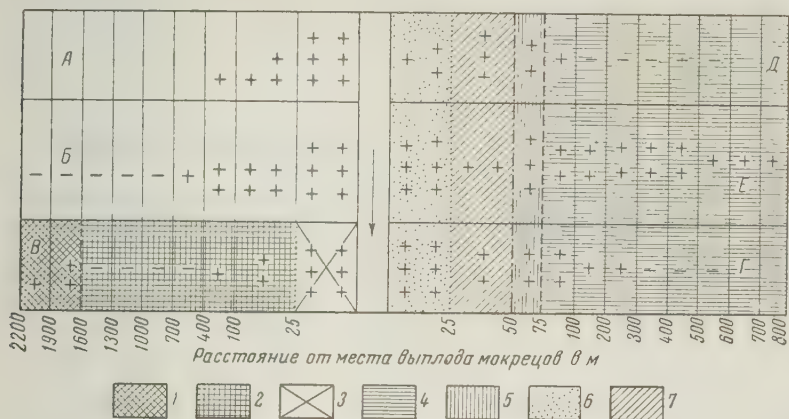 А
Д
Б
Е
В
Г
2200 1900 1600 1300 1000 700 400 100 25 25 50 75 100 200 300 400 500 600 700 800
Расстояние от места выплода мокрецов в м
1 2 3 4 5 6 7